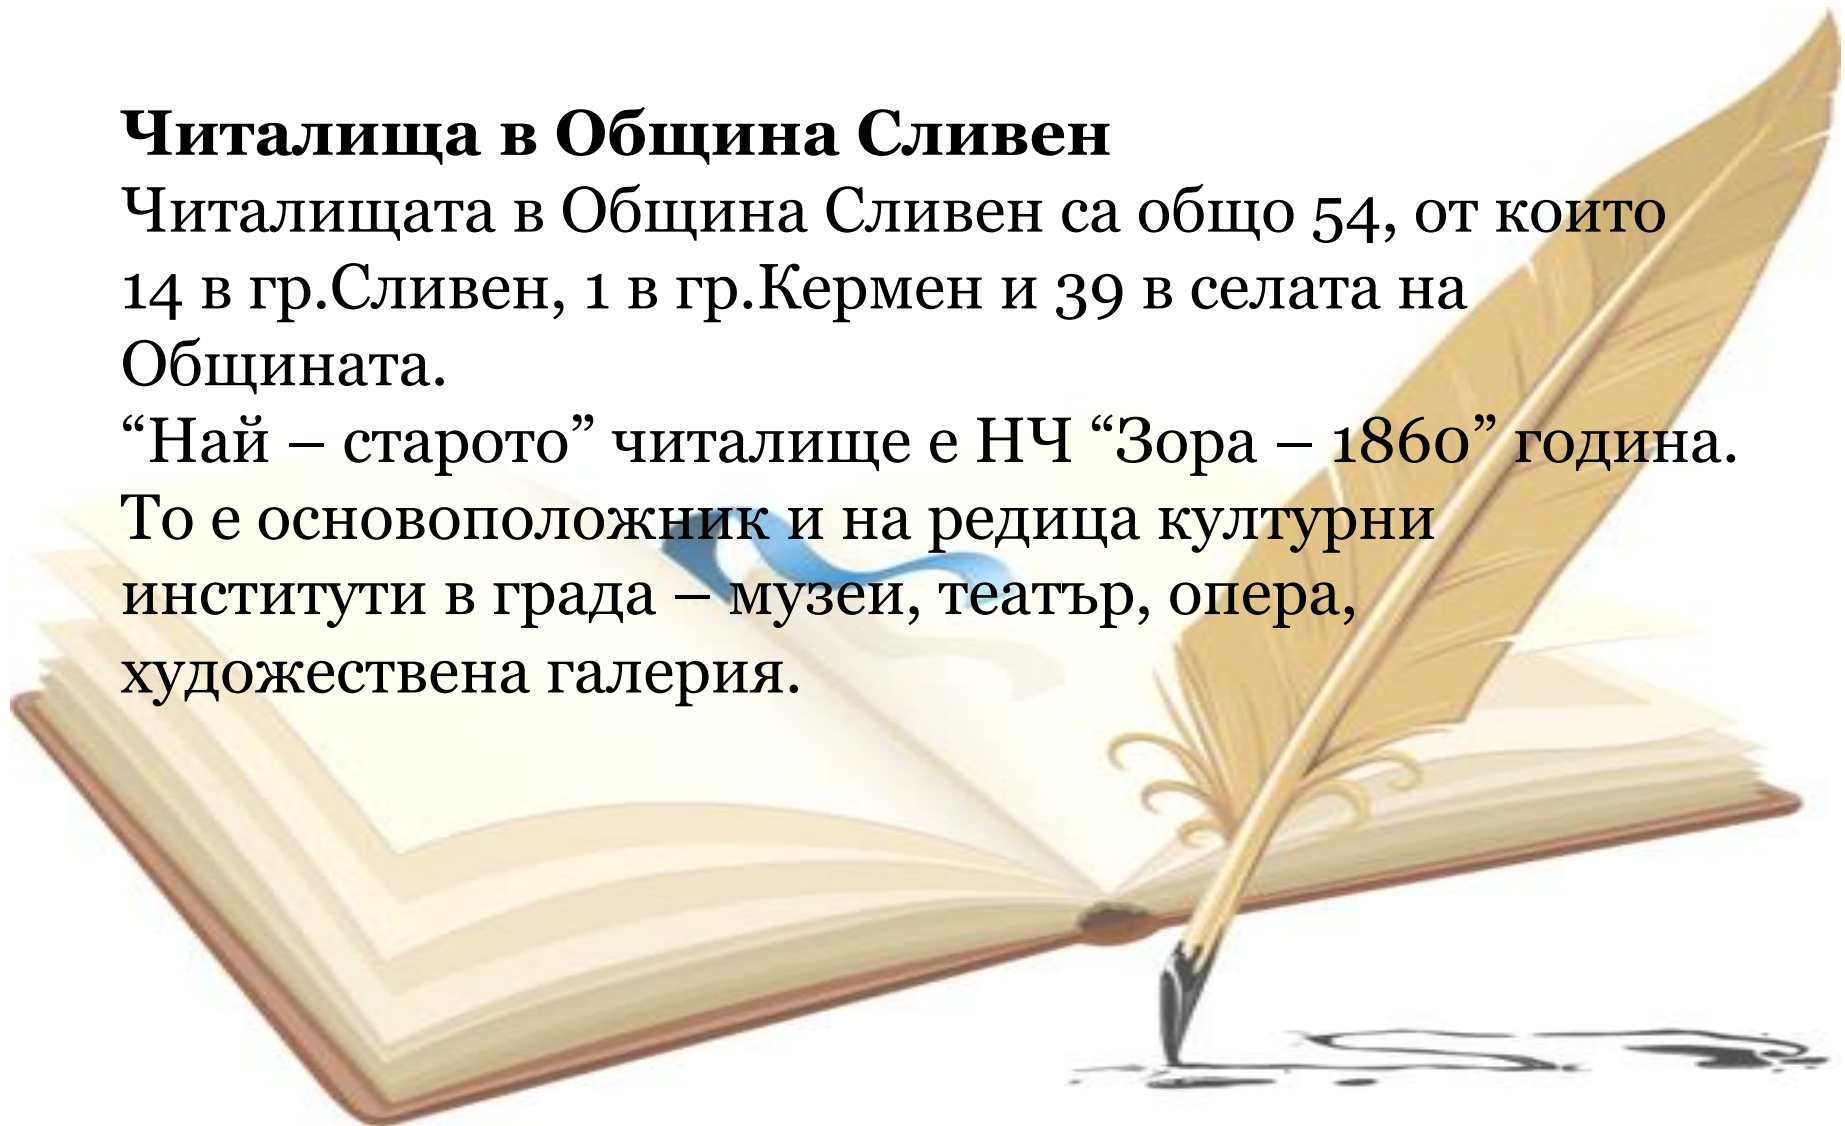 Читалища в Община Сливен
Читалищата в Община Сливен са общо 54, от които
14 в гр.Сливен, 1 в гр.Кермен и 39 в селата на
Общината.
“Най – старото” читалище е НЧ “Зора – 1860” година.
То е основоположник и на редица културни
институти в града – музеи, театър, опера,
художествена галерия.